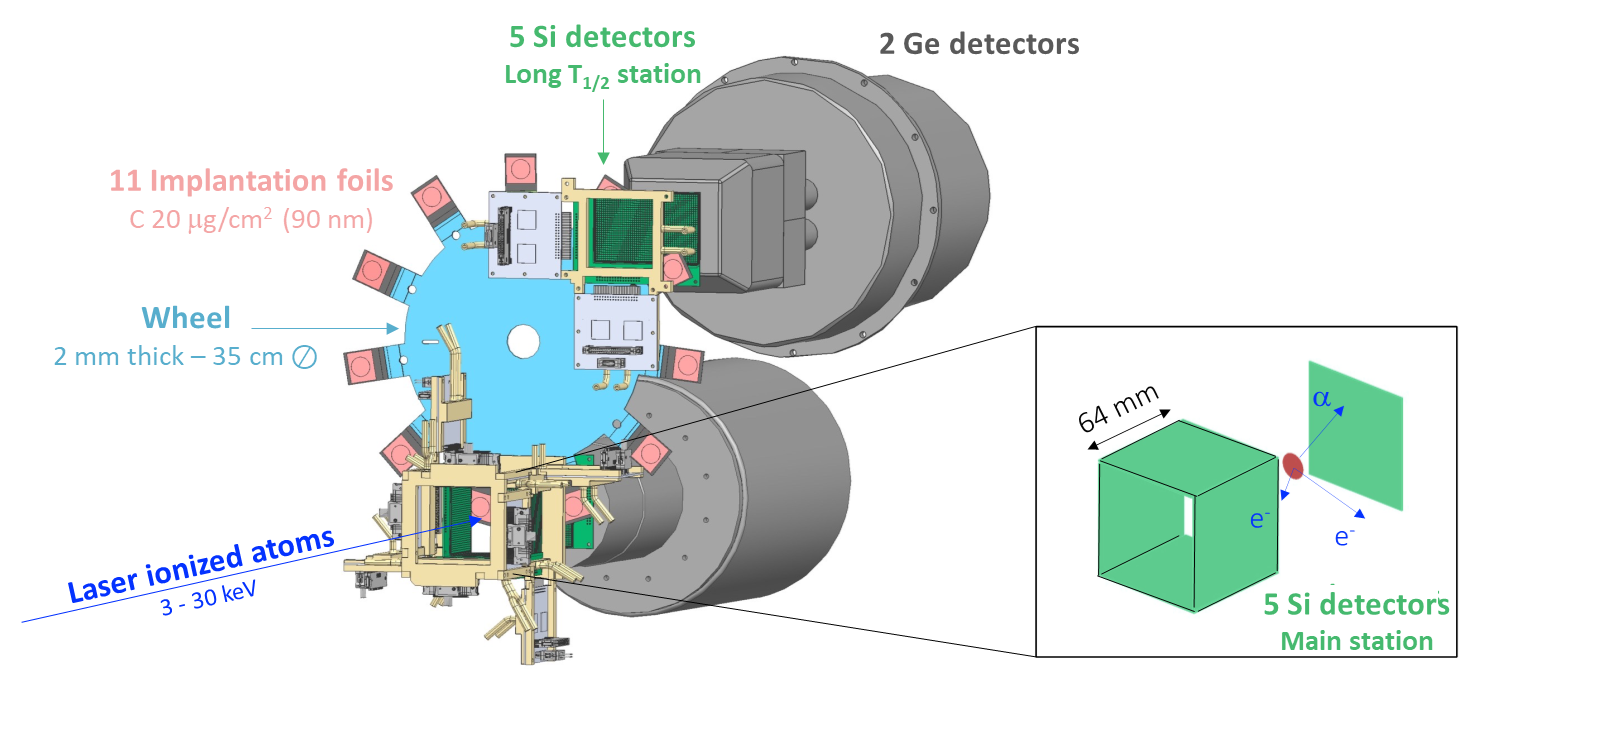 5 Si detectors
Long T1/2 station
2 Ge detectors
11 Implantation foils
C 20 μg/cm² (90 nm)
Wheel
2 mm thick – 35 cm ∅
Laser ionized atoms
3 - 30 keV
64 mm
α
e⁻
e⁻
5 Si detectors
Main station